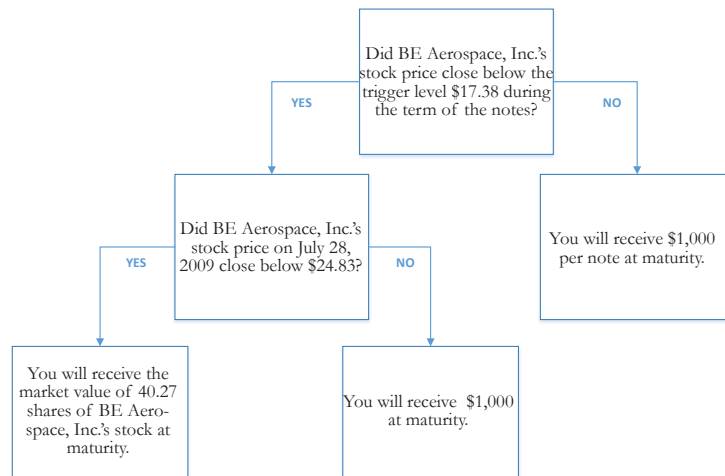 Did BE Aerospace, Inc.'s
stock price close below the
trigger level $17.38 during
the term of the notes?
YES
NO
Did BE Aerospace, Inc.'s
stock price on July 28,
2009 close below $24.83?
You will receive $1,000
per note at maturity.
YES
NO
You will receive the
market value of 40.27
shares of BE Aero-
space, Inc.'s stock at
maturity.
You will receive $1,000
at maturity.